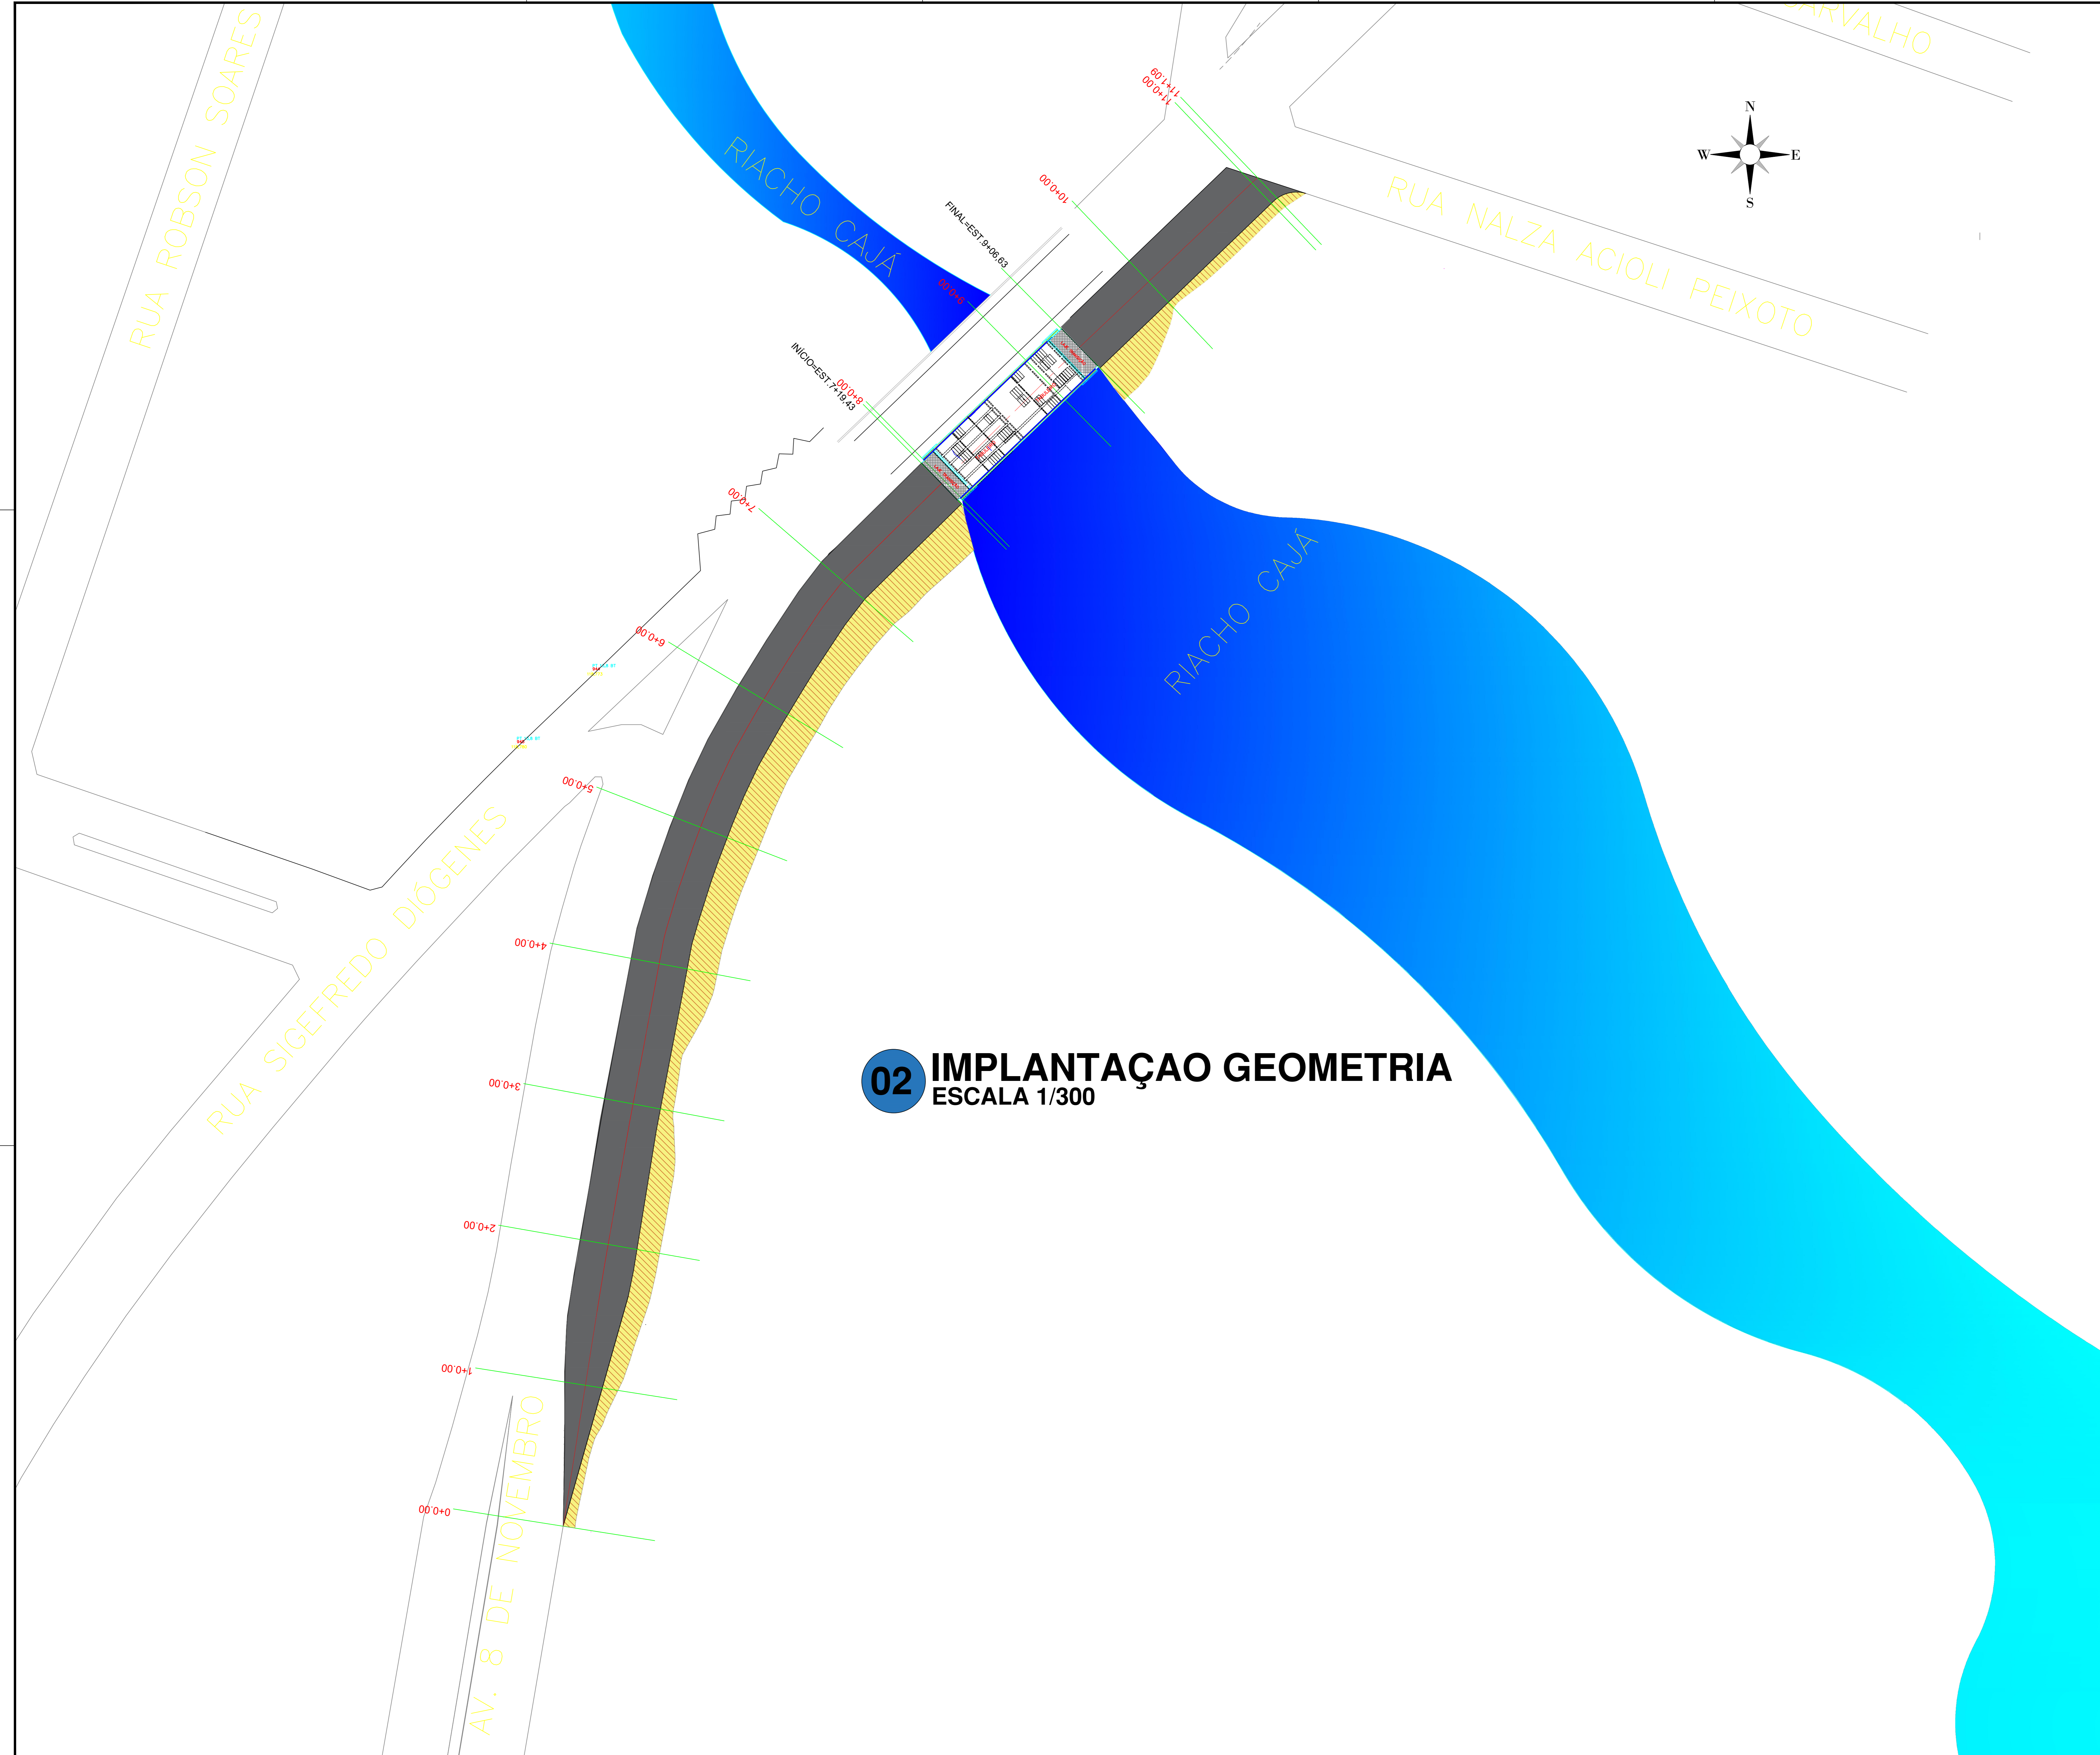 CARVALHO
RUA ROBSON SOARES
RIACHO CAJÁ
11+1.09
11+0.00
N
W
E
S
10+0.00
RUA NALZA ACIOLI PEIXOTO
FINAL=EST.9+06,63
9+0.00
INÍCIO=EST.7+19,43
8+0.00
7+0.00
RIACHO CAJÁ
6+0.00
5+0.00
RUA SIGEFREDO DIÓGENES
4+0.00
02
IMPLANTAÇAO GEOMETRIA
ESCALA 1/300
3+0.00
2+0.00
1+0.00
0+0.00
AV. 8 DE NOVEMBRO